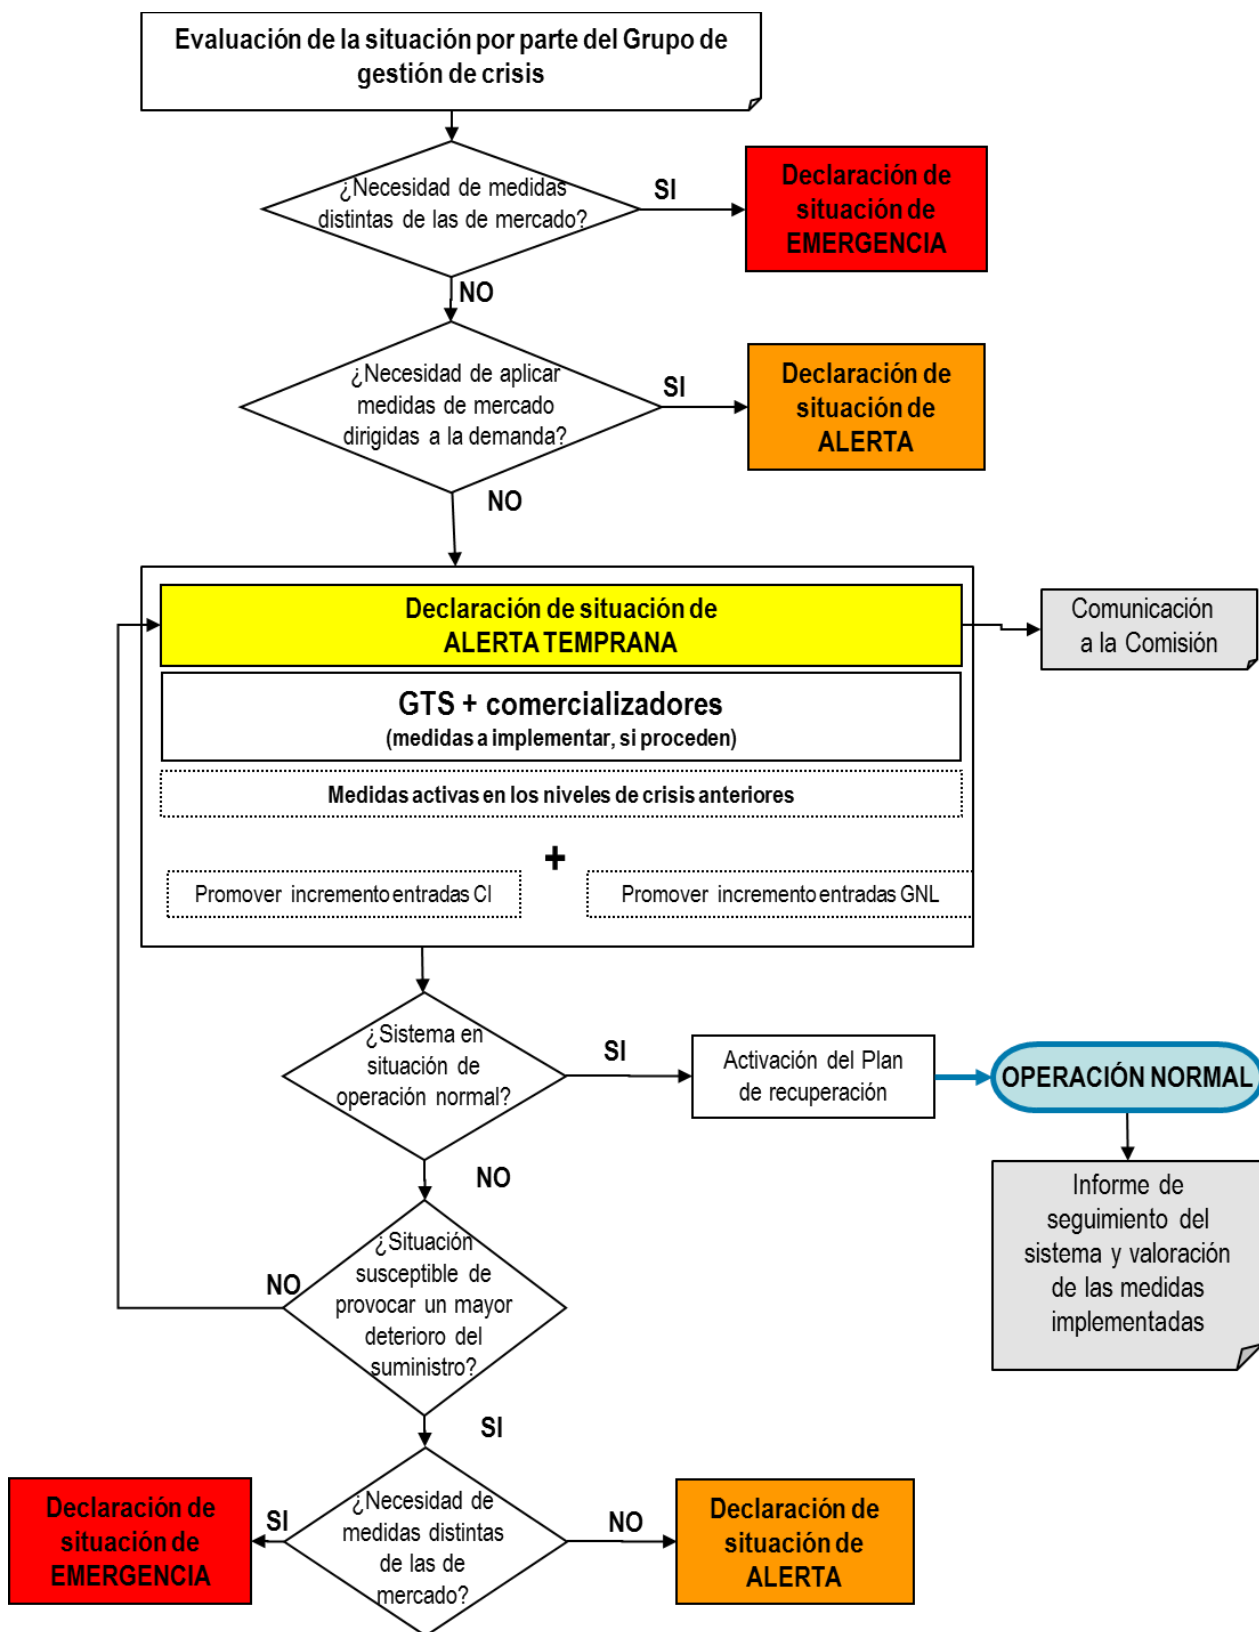 Evaluación de la situación por parte del Grupo de
gestión de crisis
¿Necesidad de medidas
distintas de las de mercado?
SI
Declaración de
situación de
EMERGENCIA
NO
¿Necesidad de aplicar
medidas de mercado
dirigidas a la demanda?
SI
Declaración de
situación de
ALERTA
NO
Declaración de situación de
ALERTA TEMPRANA
Comunicación
a la Comisión
GTS + comercializadores
(medidas a implementar, si proceden)
Medidas activas en los niveles de crisis anteriores
+
Promover incremento entradas CI
Promover incremento entradas GNL
¿Sistema en
situación de
operación normal?
SI
Activación del Plan
de recuperación
OPERACIÓN NORMAL
NO
Informe de
seguimiento del
sistema y valoración
de las medidas
implementadas
¿Situación
susceptible de
provocar un mayor
deterioro del
suministro?
NO
SI
Declaración de
situación de
EMERGENCIA
SI
¿Necesidad de
medidas distintas
de las de
mercado?
NO
Declaración de
situación de
ALERTA